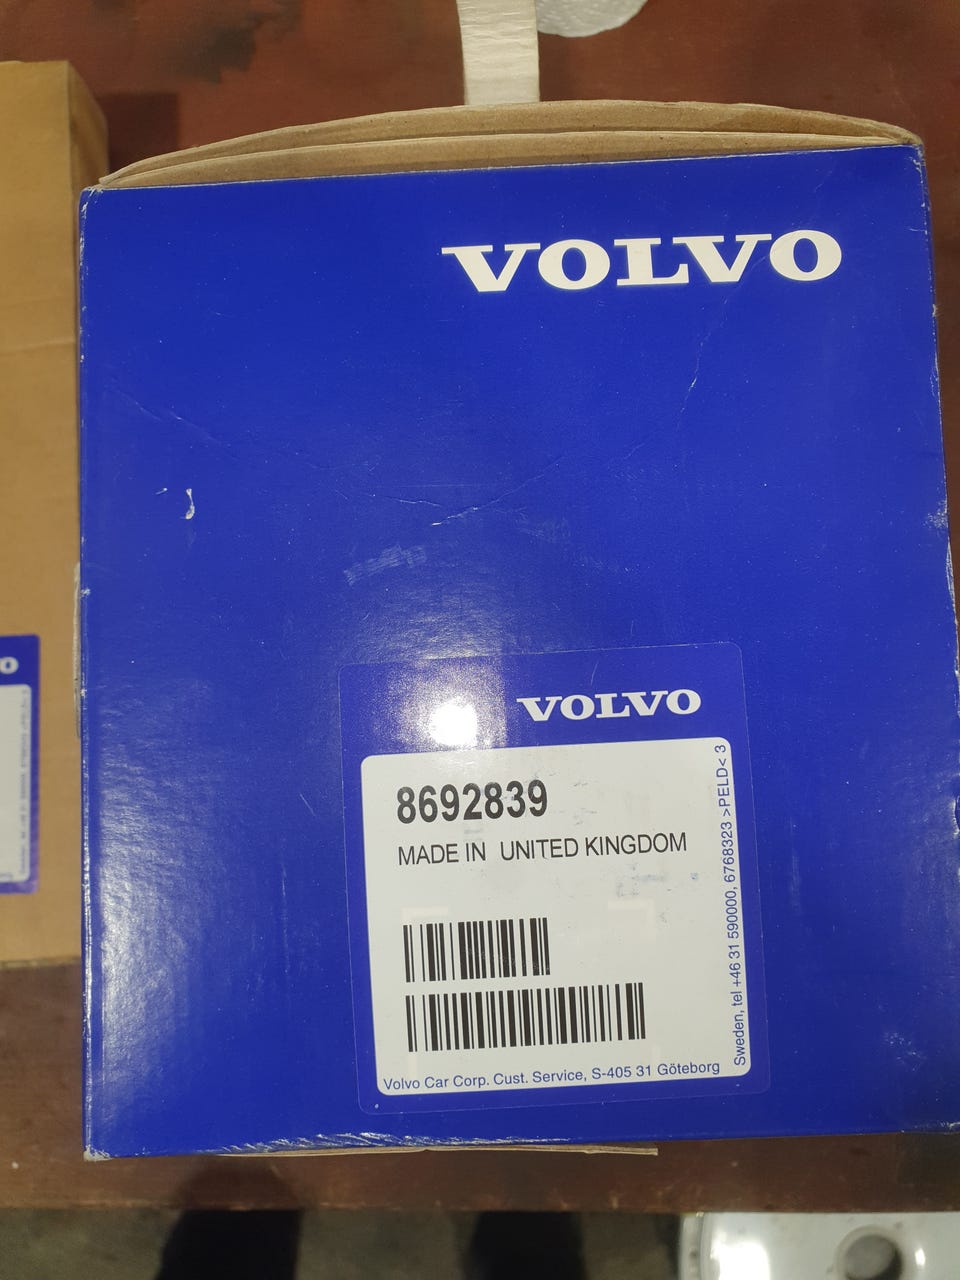 VOLVO
VOLVO
8692839
MADE IN UNITED KINGDOM
Volvo Car Corp. Cust. Service, S-405 31 Göteborg
Sweden, tel +46 31 590000, 6768323 >PELD< 3
VO